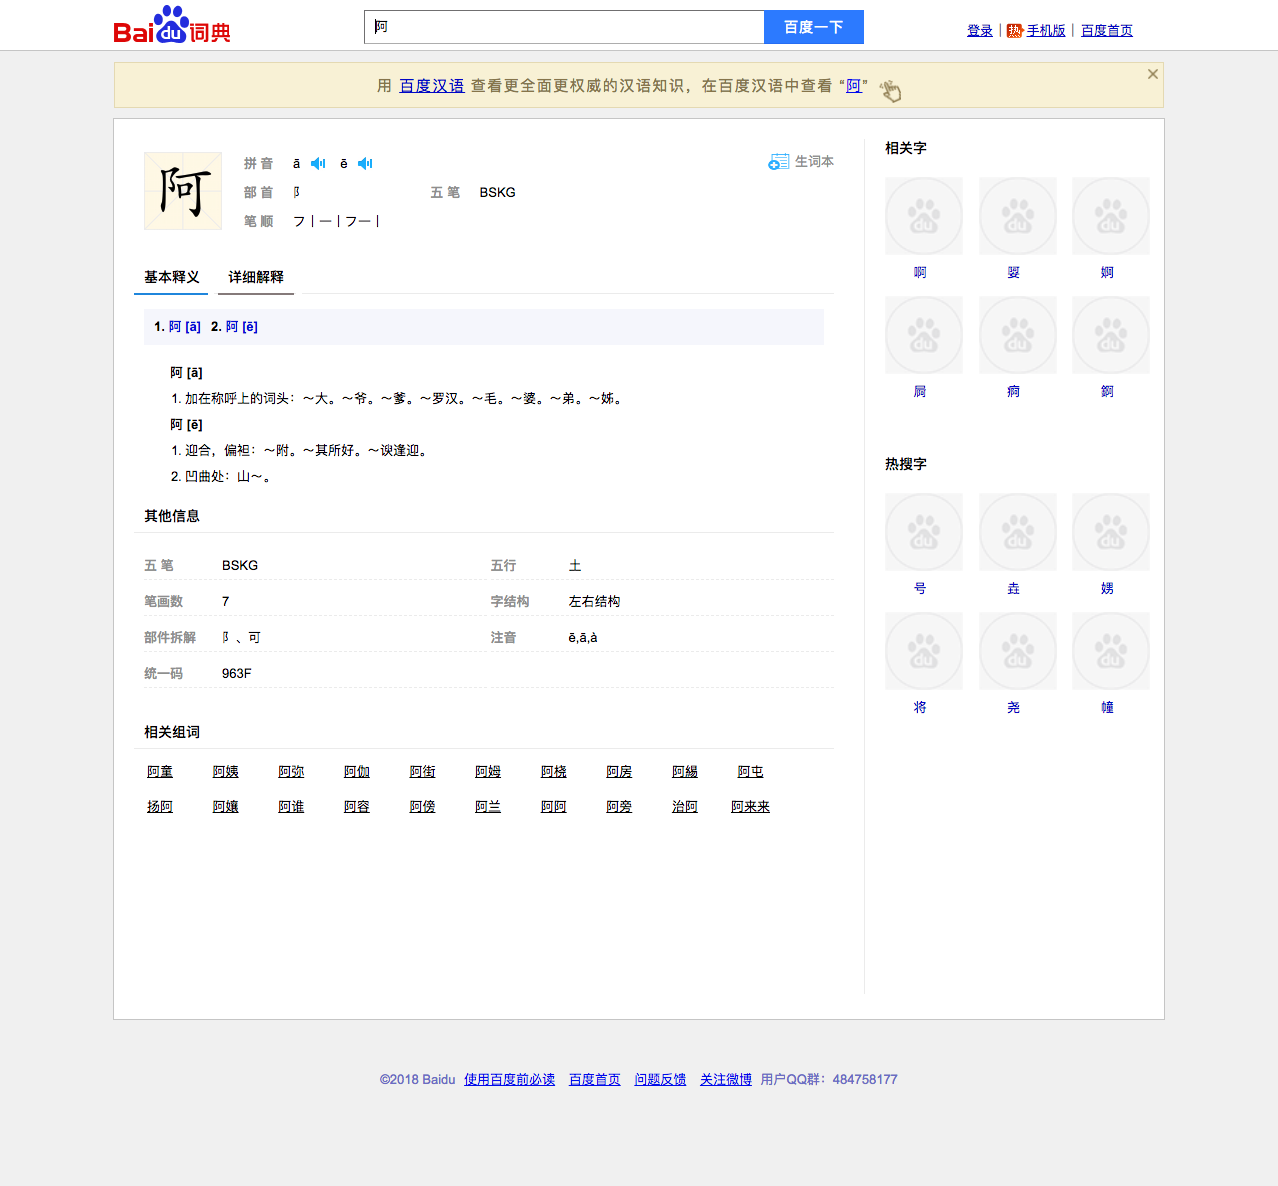 Baidu词典
阿
百度一下
登录 | 热 手机版 | 百度首页
用 百度汉语 查看更全面更权威的汉语知识，在百度汉语中查看 “阿”
阿
拼 音 ā ē
生词本
部 首 阝 五 笔 BSKG
笔 顺 フ丨一丨フ一丨
基本释义 详细解释
1. 阿 [ā] 2. 阿 [ē]
阿 [ā]
1. 加在称呼上的词头：～大。～爷。～爹。～罗汉。～毛。～婆。～弟。～姊。
阿 [ē]
1. 迎合，偏袒：～附。～其所好。～谀逢迎。
2. 凹曲处：山～。
其他信息
五 笔 BSKG 五行 土
笔画数 7 字结构 左右结构
部件拆解 阝、可 注音 ē,ā,à
统一码 963F
相关组词
阿童 阿姨 阿弥 阿伽 阿街 阿姆 阿桡 阿房 阿緆 阿屯
扬阿 阿嬢 阿谁 阿容 阿傍 阿兰 阿阿 阿旁 治阿 阿来来
相关字
啊 婴 婀
屙 痾 錒
热搜字
号 垚 娚
将 尧 幢
©2018 Baidu 使用百度前必读 百度首页 问题反馈 关注微博 用户QQ群：484758177